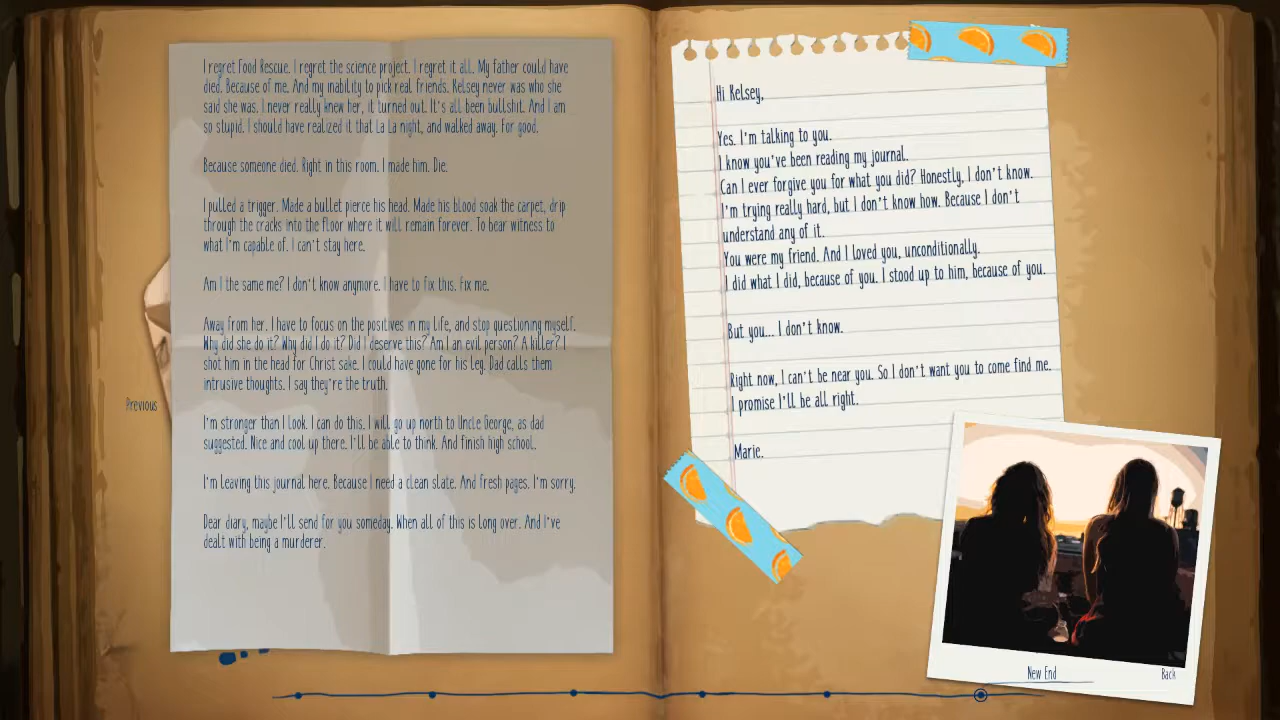 I regret Food Rescue. I regret the science project. I regret it all. My father could have
died. Because of me. And my inability to pick real friends. Kelsey never was who she
said she was. I never really knew her, it turned out. It's all been bullshit. And I am
so stupid. I should have realized it that La La night, and walked away. For good.
Because someone died. Right in this room. I made him. Die.
I pulled a trigger. Made a bullet pierce his head. Made his blood soak the carpet, drip
through the cracks into the floor where it will remain forever. To bear witness to
what I'm capable of. I can't stay here.
Am I the same me? I don't know anymore. I have to fix this. Fix me.
Away from her. I have to focus on the positives in my life, and stop questioning myself.
Why did she do it? Why did I do it? Did I deserve this? Am I an evil person? A killer? I
shot him in the head for Christ sake. I could have gone for his leg. Dad calls them
intrusive thoughts. I say they're the truth.
I'm stronger than I look. I can do this. I will go up north to Uncle George, as dad
suggested. Nice and cool up there. I'll be able to think. And finish high school.
I'm leaving this journal here. Because I need a clean slate. And fresh pages. I'm sorry.
Dear diary, maybe I'll send for you someday. When all of this is long over. And I've
dealt with being a murderer.
Previous
Hi Kelsey,
Yes. I'm talking to you.
I know you've been reading my journal.
Can I ever forgive you for what you did? Honestly, I don't know.
I'm trying really hard, but I don't know how. Because I don't
understand any of it.
You were my friend. And I loved you, unconditionally.
I did what I did, because of you. I stood up to him, because of you.
But you... I don't know.
Right now, I can't be near you. So I don't want you to come find me.
I promise I'll be all right.
Marie.
New End
Back